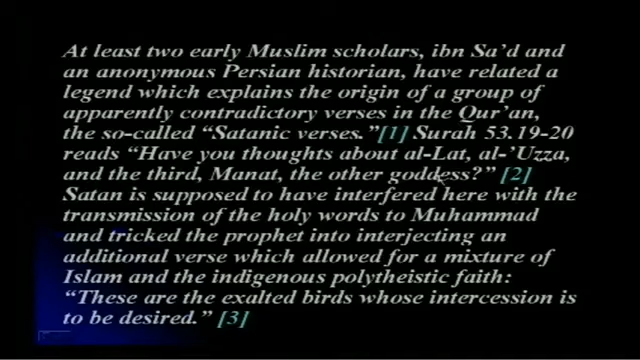 At least two early Muslim scholars, ibn Sa'd and
an anonymous Persian historian, have related a
legend which explains the origin of a group of
apparently contradictory verses in the Qur'an,
the so-called “Satanic verses.”[1] Surah 53.19-20
reads “Have you thoughts about al-Lat, al-'Uzza,
and the third, Manat, the other goddess?” [2]
Satan is supposed to have interfered here with the
transmission of the holy words to Muhammad
and tricked the prophet into interjecting an
additional verse which allowed for a mixture of
Islam and the indigenous polytheistic faith:
“These are the exalted birds whose intercession is
to be desired.” [3]